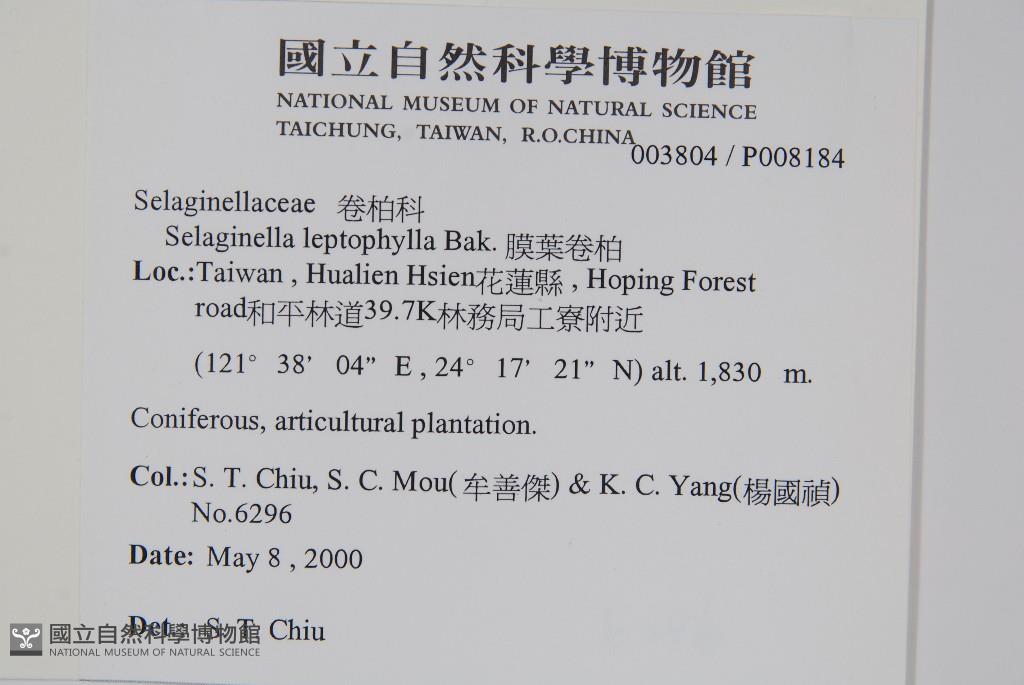 國立自然科學博物館
NATIONAL MUSEUM OF NATURAL SCIENCE
TAICHUNG, TAIWAN, R.O.CHINA
003804 / P008184
Selaginellaceae 卷柏科
Selaginella leptophylla Bak. 膜葉卷柏
Loc.:Taiwan , Hualien Hsien花蓮縣 , Hoping Forest
road和平林道39.7K林務局工寮附近
(121° 38’ 04” E , 24° 17’ 21” N) alt. 1,830 m.
Coniferous, articultural plantation.
Col.: S. T. Chiu, S. C. Mou( 牟善傑) & K. C. Yang(楊國禎)
No.6296
Date: May 8 , 2000
Det.: S. T. Chiu
國立自然科學博物館
NATIONAL MUSEUM OF NATURAL SCIENCE